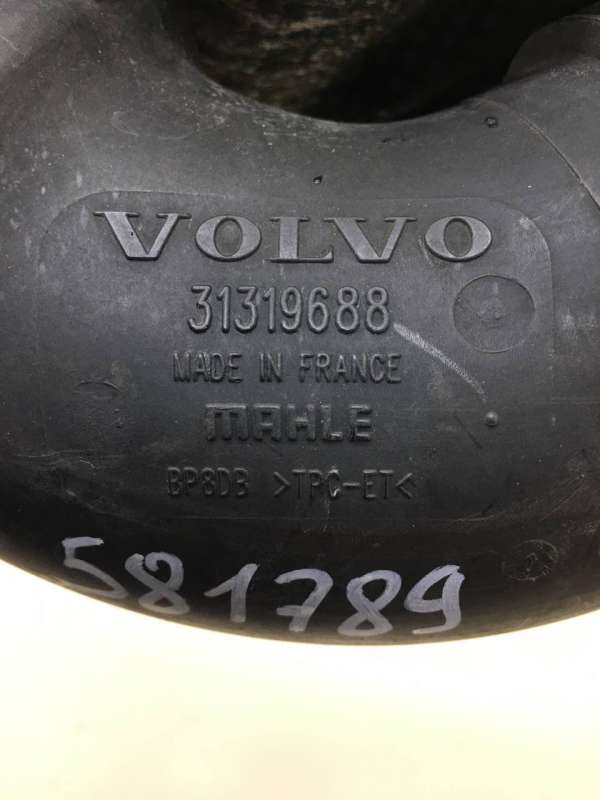 VOLVO
31319688
MADE IN FRANCE
MAHLE
BP8DB >TPC-ET<
581789